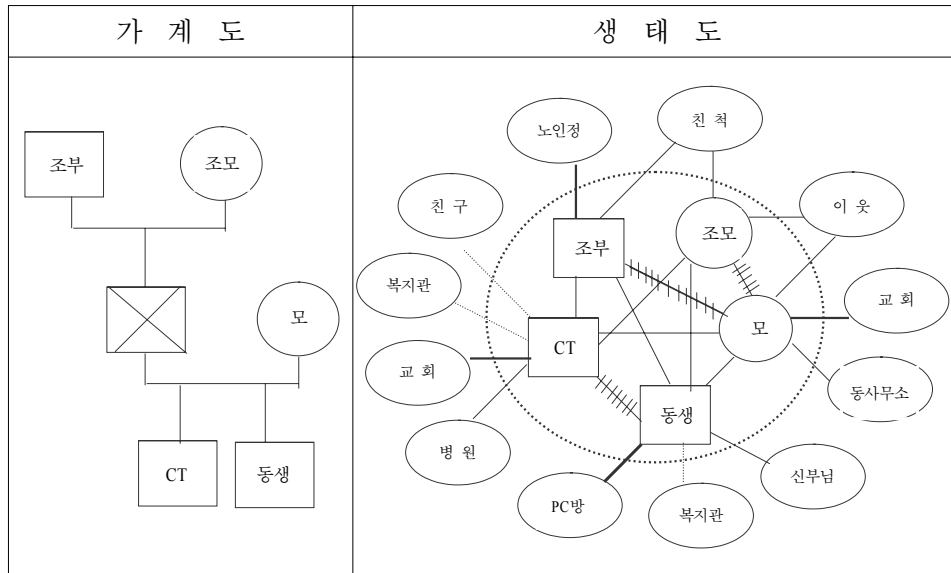 가 계 도
생 태 도
조부
조모
모
CT
동생
노인정
친 척
친 구
이 웃
조부
조모
복지관
교 회
모
CT
교 회
동사무소
동생
병 원
신부님
PC방
복지관